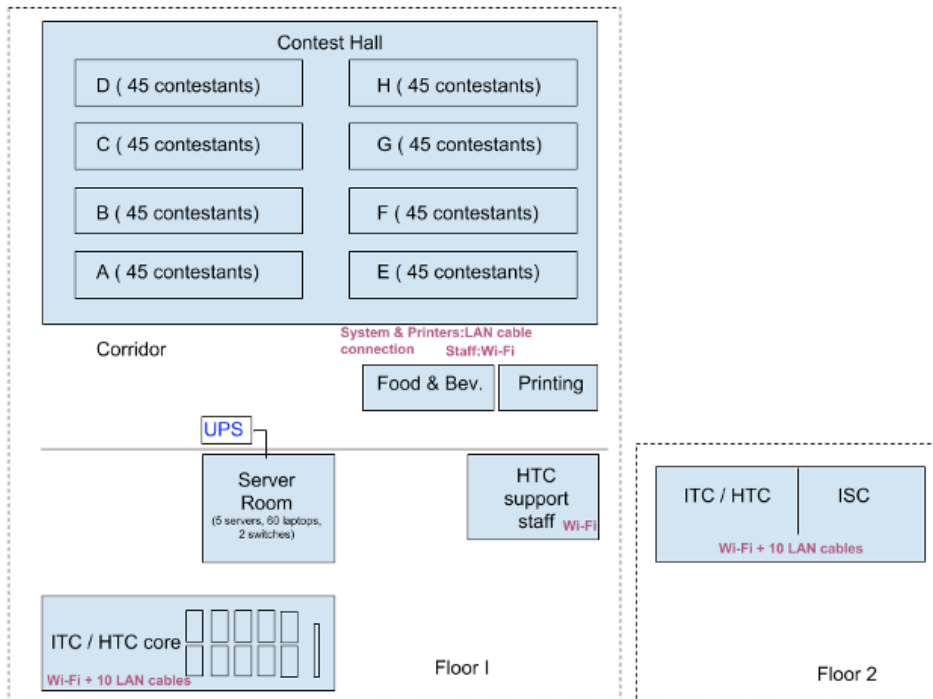 Contest Hall
D ( 45 contestants)
H ( 45 contestants)
C ( 45 contestants)
G ( 45 contestants)
B ( 45 contestants)
F ( 45 contestants)
A ( 45 contestants)
E ( 45 contestants)
System & Printers:LAN cable
connection Staff:Wi-Fi
Corridor
Food & Bev.
Printing
UPS
Server
Room
(5 servers, 60 laptops,
2 switches)
HTC
support
staff Wi-Fi
ITC / HTC
ISC
Wi-Fi + 10 LAN cables
ITC / HTC core
Wi-Fi + 10 LAN cables
Floor I
Floor 2